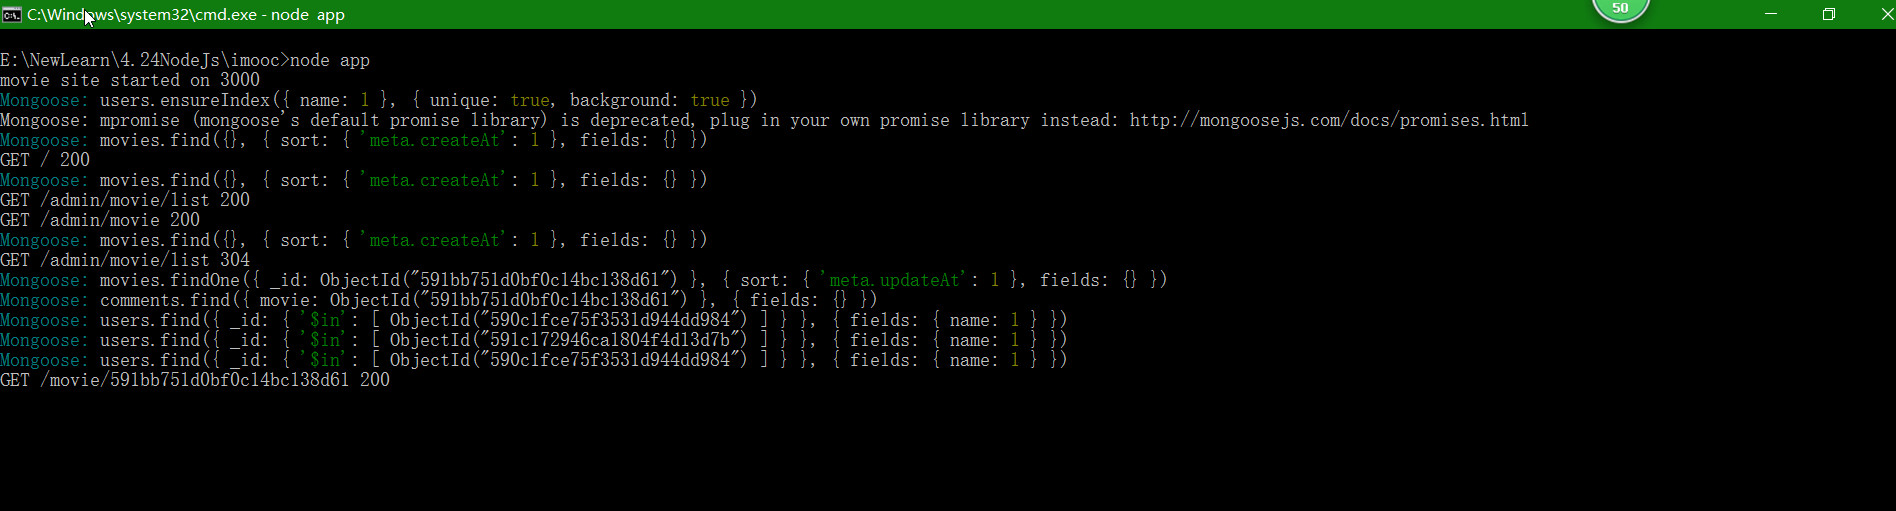 C:\Windows\system32\cmd.exe - node  app
50
E:\NewLearn\4.24NodeJs\imooc>node app
movie site started on 3000
Mongoose: users.ensureIndex({ name: 1 }, { unique: true, background: true })
Mongoose: mpromise (mongoose's default promise library) is deprecated, plug in your own promise library instead: http://mongoosejs.com/docs/promises.html
Mongoose: movies.find({}, { sort: { 'meta.createAt': 1 }, fields: {} })
GET / 200
Mongoose: movies.find({}, { sort: { 'meta.createAt': 1 }, fields: {} })
GET /admin/movie/list 200
GET /admin/movie 200
Mongoose: movies.find({}, { sort: { 'meta.createAt': 1 }, fields: {} })
GET /admin/movie/list 304
Mongoose: movies.findOne({ _id: ObjectId("591bb751d0bf0c14bc138d61") }, { sort: { 'meta.updateAt': 1 }, fields: {} })
Mongoose: comments.find({ movie: ObjectId("591bb751d0bf0c14bc138d61") }, { fields: {} })
Mongoose: users.find({ _id: { '$in': [ ObjectId("590c1fce75f3531d944dd984") ] } }, { fields: { name: 1 } })
Mongoose: users.find({ _id: { '$in': [ ObjectId("591c172946ca1804f4d13d7b") ] } }, { fields: { name: 1 } })
Mongoose: users.find({ _id: { '$in': [ ObjectId("590c1fce75f3531d944dd984") ] } }, { fields: { name: 1 } })
GET /movie/591bb751d0bf0c14bc138d61 200